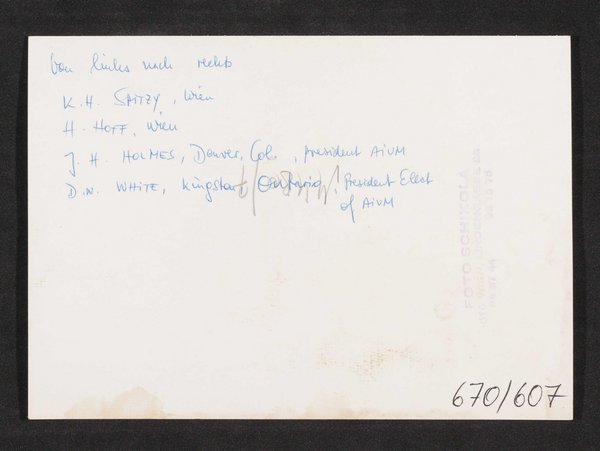 Von links nach rechts
K. H. SPITZY, Wien
H. HOFF, Wien
J. H. HOLMES, Denver, Col., President AIUM
D. N. WHITE, Kingston Ontario, President Elect
of AIUM
FOTO SCHIKOLA
670/607